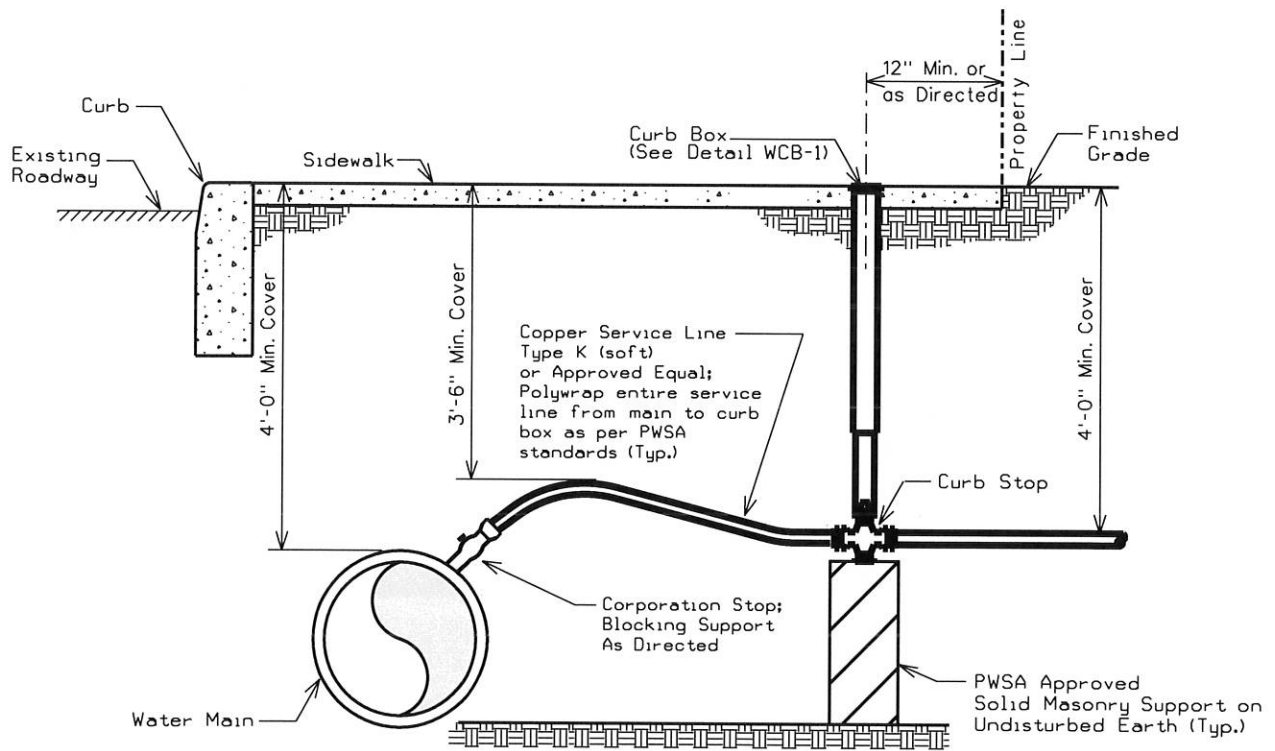 Property Line
12" Min. or
as Directed
Curb
Curb Box
(See Detail WCB-1)
Finished
Grade
Existing
Roadway
Sidewalk
4'-0" Min. Cover
3'-6" Min. Cover
Copper Service Line
Type K (soft)
or Approved Equal;
Polywrap entire service
line from main to curb
box as per PWSA
standards (Typ.)
4'-0" Min. Cover
Curb Stop
Corporation Stop;
Blocking Support
As Directed
Water Main
PWSA Approved
Solid Masonry Support on
Undisturbed Earth (Typ.)